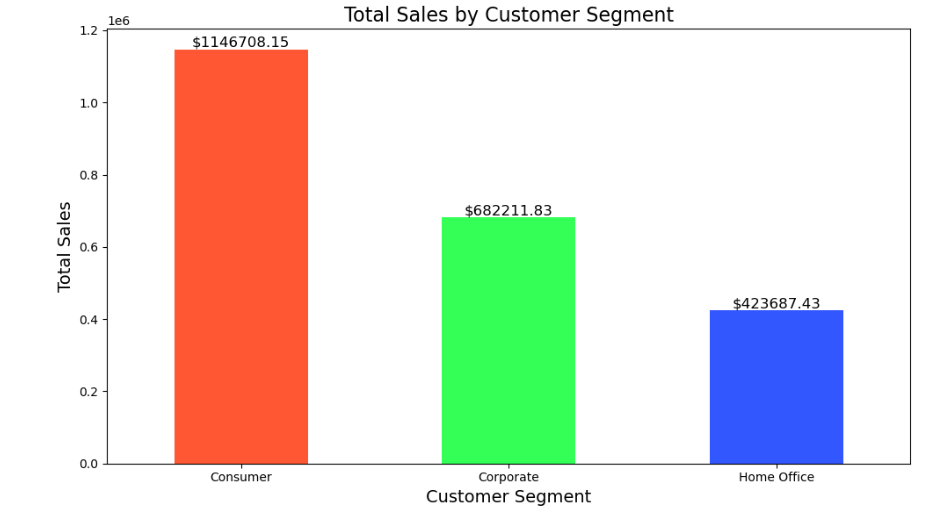 Total Sales by Customer Segment
1e6
1.2
1.0
0.8
0.6
0.4
0.2
0.0
Total Sales
$1146708.15
$682211.83
$423687.43
Consumer
Corporate
Home Office
Customer Segment